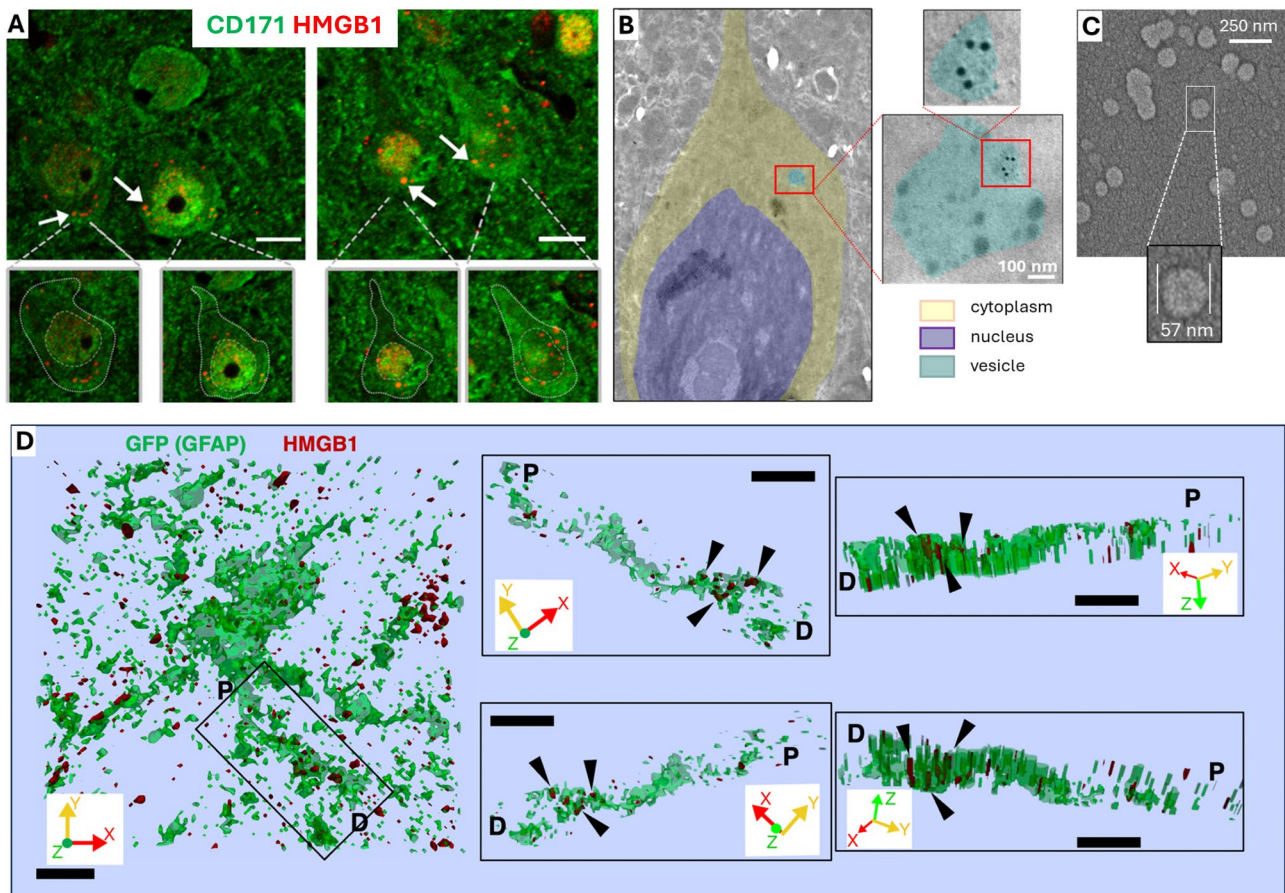 A
CD171 HMGB1
B
100 nm
cytoplasm
nucleus
vesicle
C
250 nm
57 nm
D
GFP (GFAP) HMGB1
P
D
Y
Z X
P
D
Y
X
Z
P
D
X Y
Z
P
D
X
Z Y
D
P
Z
X Y